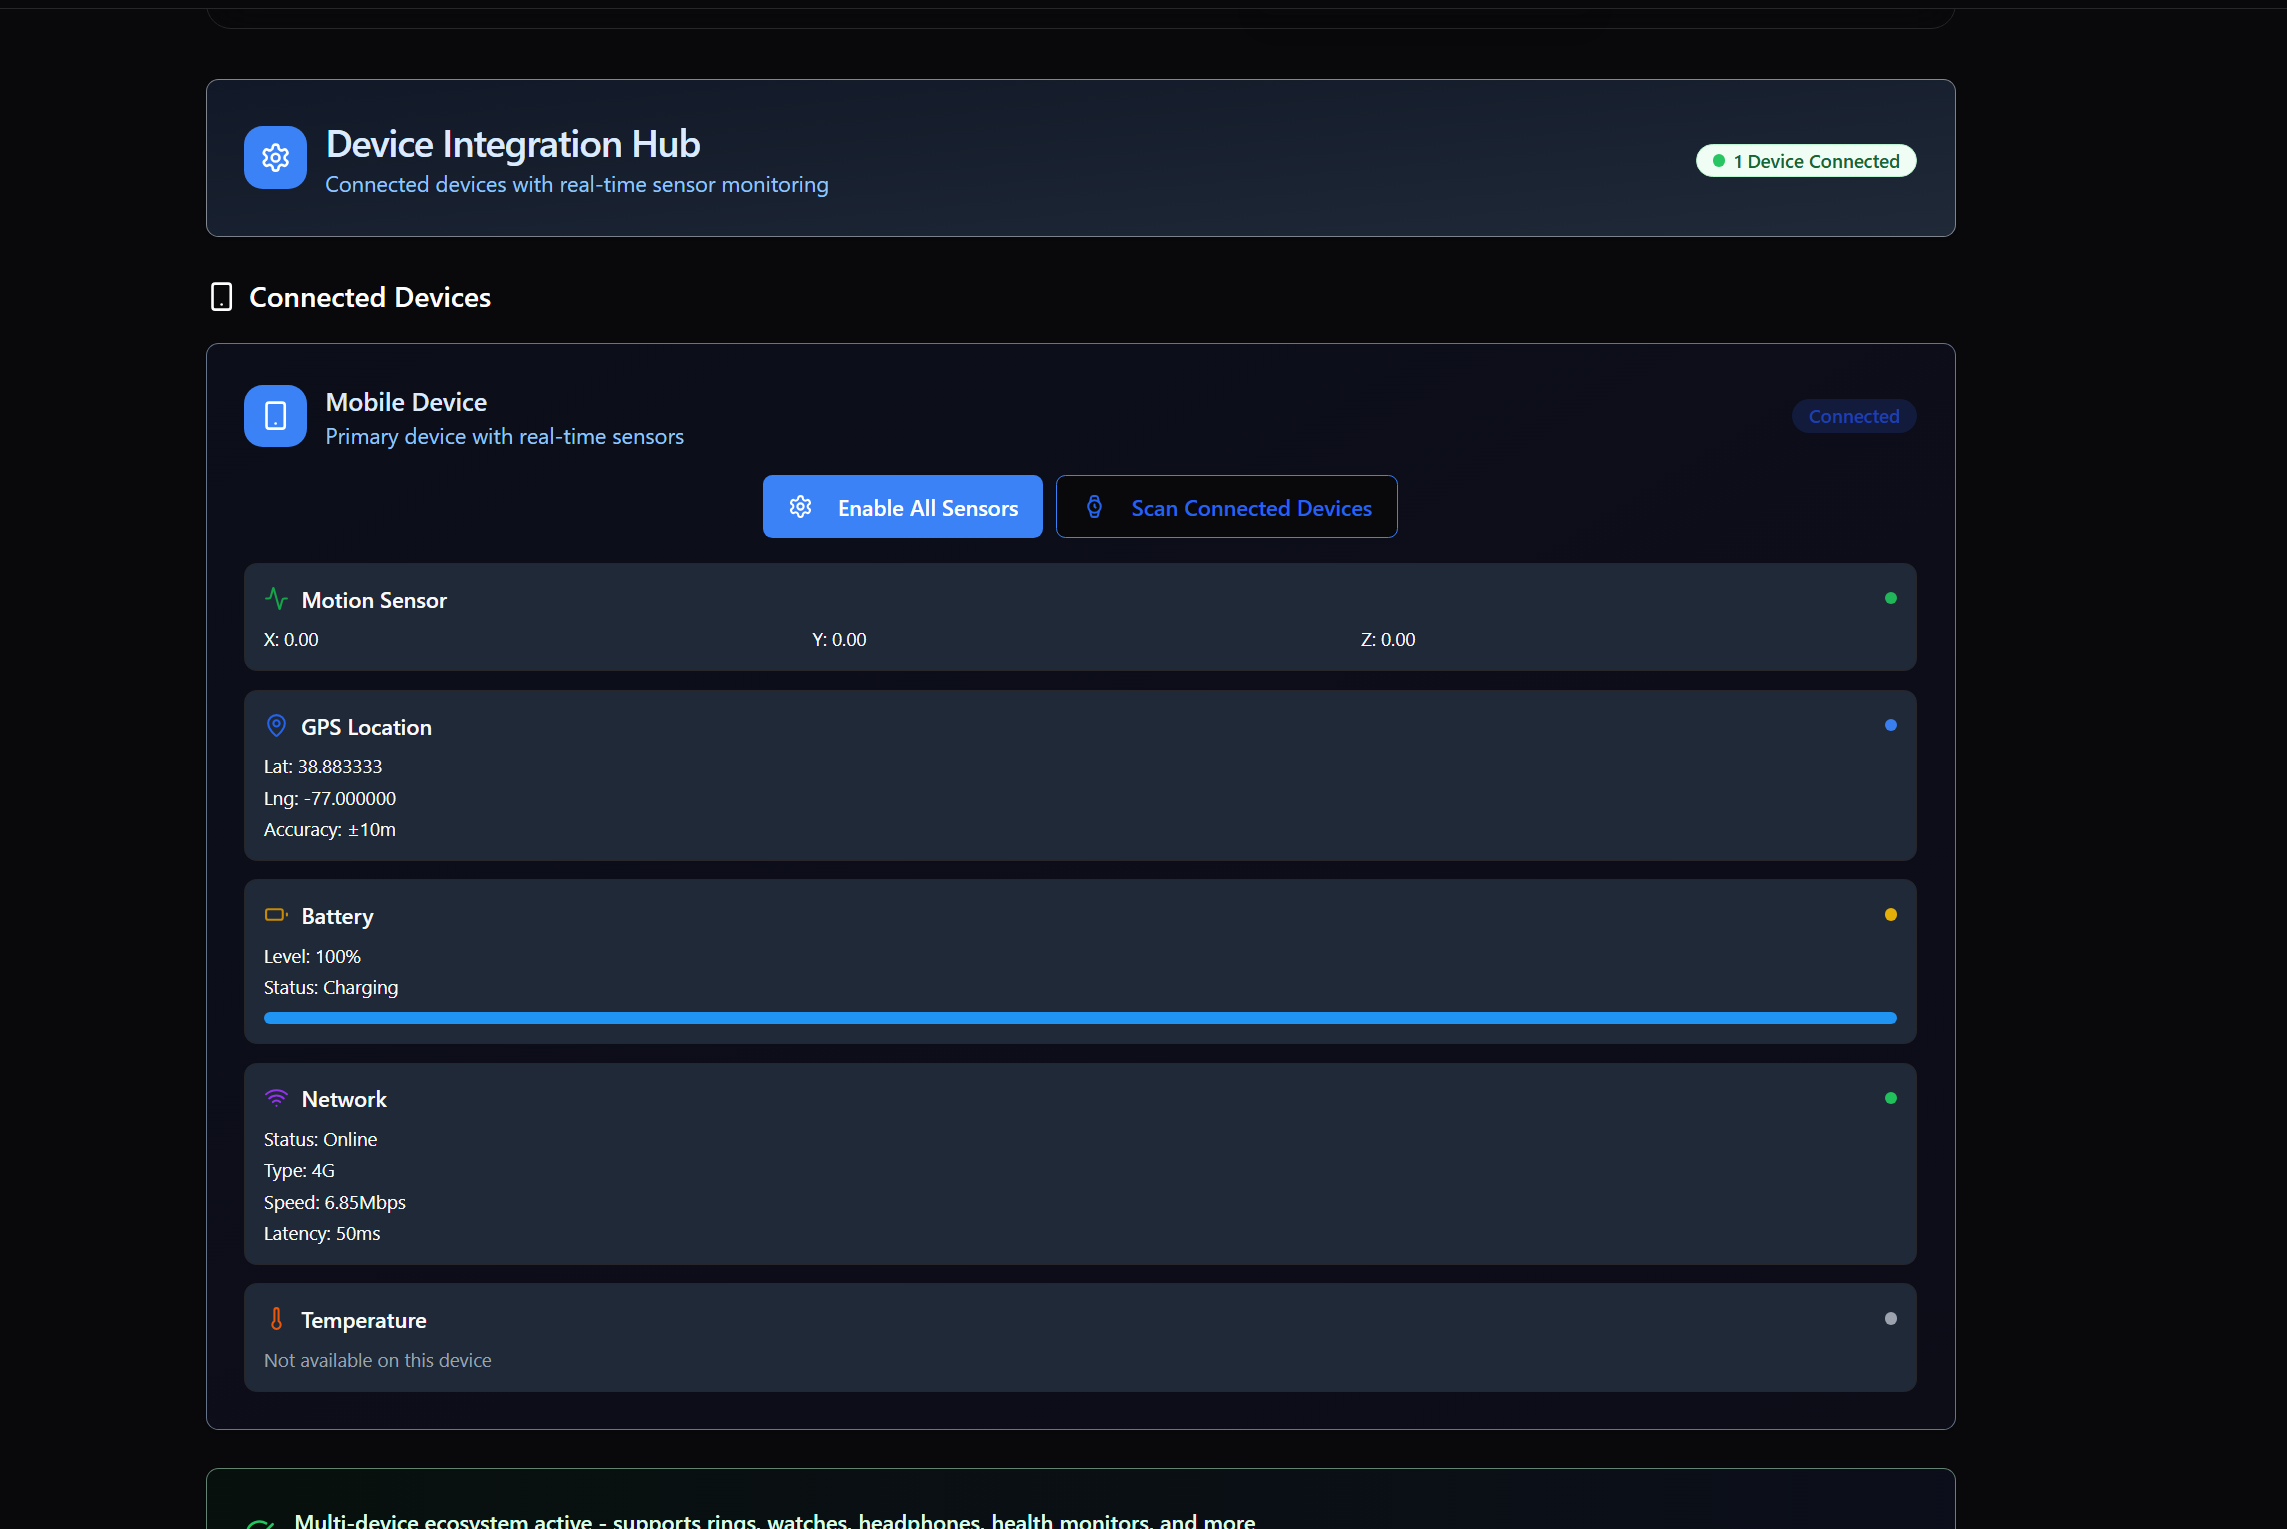 Device Integration Hub
Connected devices with real-time sensor monitoring
1 Device Connected
Connected Devices
Mobile Device
Primary device with real-time sensors
Connected
Enable All Sensors
Scan Connected Devices
Motion Sensor
X: 0.00 Y: 0.00 Z: 0.00
GPS Location
Lat: 38.883333
Lng: -77.000000
Accuracy: ±10m
Battery
Level: 100%
Status: Charging
Network
Status: Online
Type: 4G
Speed: 6.85Mbps
Latency: 50ms
Temperature
Not available on this device
Multi-device ecosystem active - supports rings, watches, headphones, health monitors, and more